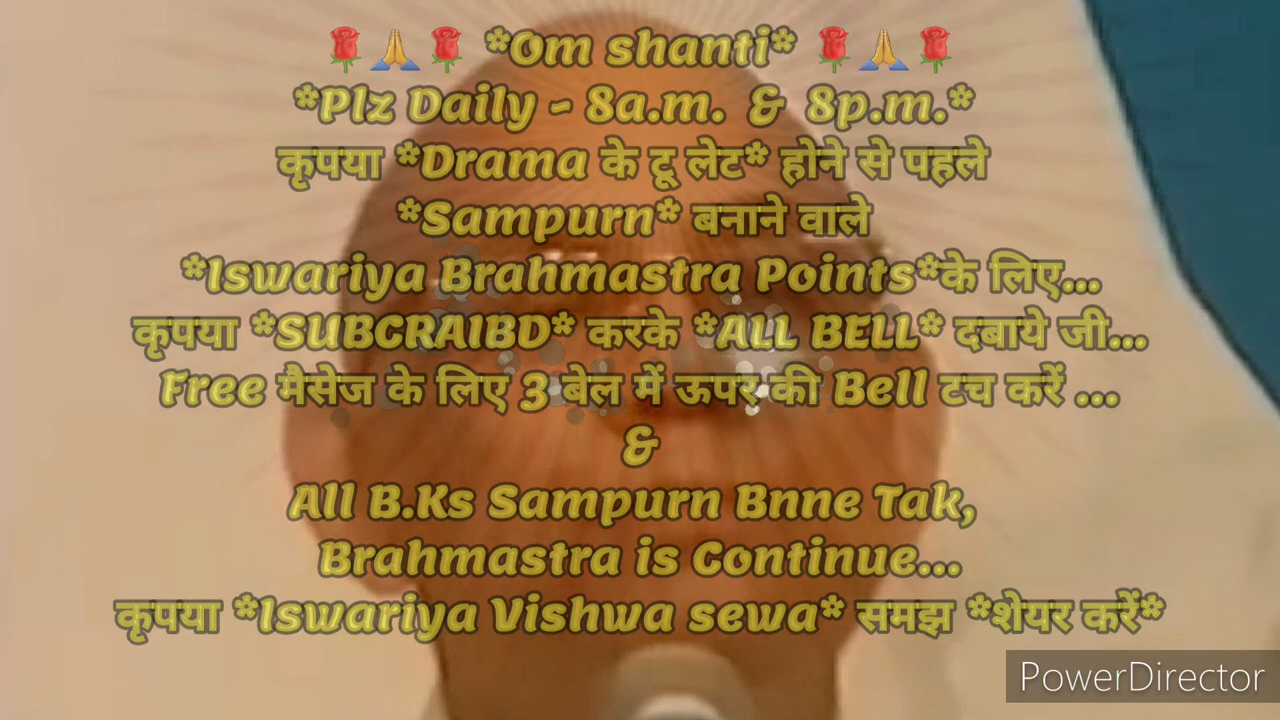 🌹🙏🌹 *Om shanti* 🌹🙏🌹
*Plz Daily - 8a.m. & 8p.m.*
कृपया *Drama के टू लेट* होने से पहले
*Sampurn* बनाने वाले
*Iswariya Brahmastra Points*के लिए...
कृपया *SUBCRAIBD* करके *ALL BELL* दबाये जी...
Free मैसेज के लिए 3 बेल में ऊपर की Bell टच करें ...
&
All B.Ks Sampurn Bnne Tak,
Brahmastra is Continue...
कृपया *Iswariya Vishwa sewa* समझ *शेयर करें*
PowerDirector